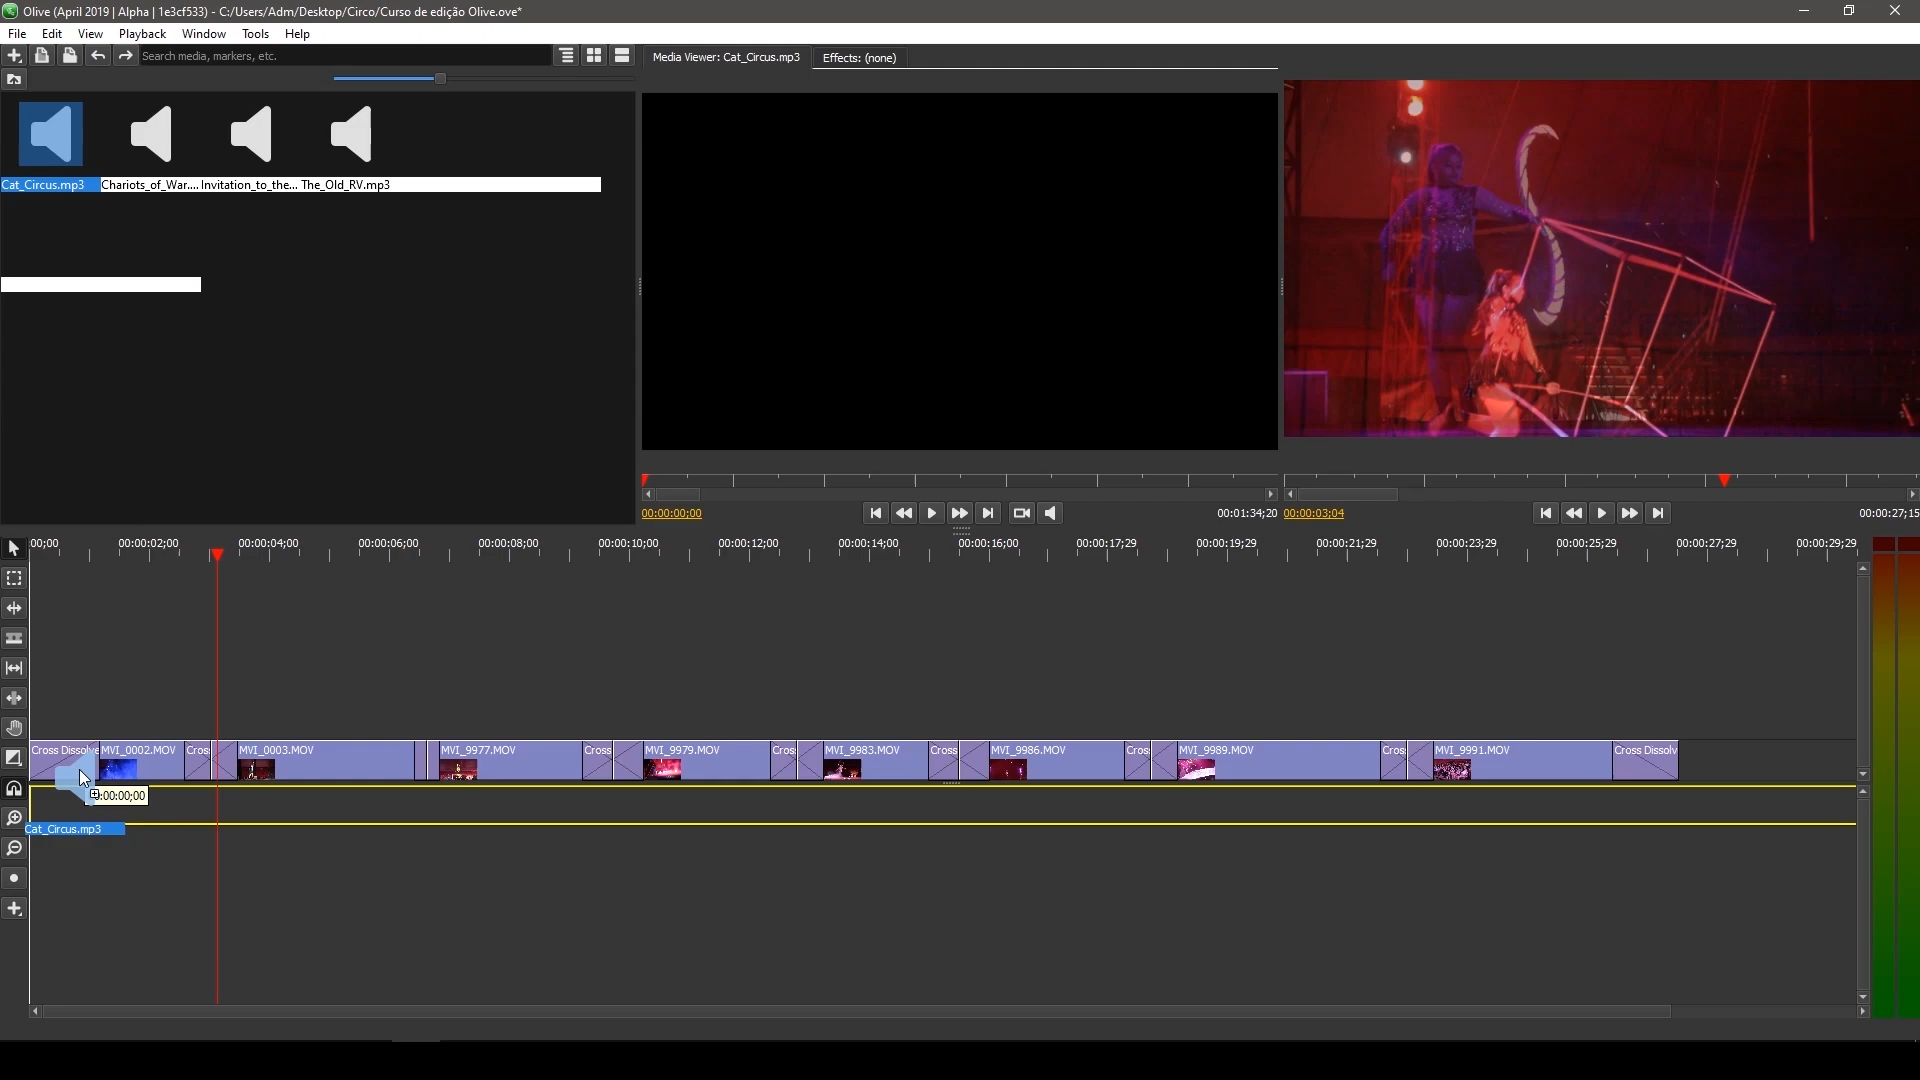 Olive (April 2019 | Alpha | 1e3cf533) - C:/Users/Adm/Desktop/Circo/Curso de edição Olive.ove*
File Edit View Playback Window Tools Help
Search media, markers, etc.
Media Viewer: Cat_Circus.mp3 Effects: (none)
Cat_Circus.mp3 Chariots_of_War.... Invitation_to_the... The_Old_RV.mp3
00:00:00;00 00:01:34;20 00:00:03;04 00:00:27;15
00;00 00:00:02;00 00:00:04;00 00:00:06;00 00:00:08;00 00:00:10;00 00:00:12;00 00:00:14;00 00:00:16;00 00:00:17;29 00:00:19;29 00:00:21;29 00:00:23;29 00:00:25;29 00:00:27;29 00:00:29;29
Cross Dissolve MVI_0002.MOV Cros MVI_0003.MOV MVI_9977.MOV Cross MVI_9979.MOV Cros MVI_9983.MOV Cross MVI_9986.MOV Cros MVI_9989.MOV Cros MVI_9991.MOV Cross Dissolv
:00:00;00
Cat_Circus.mp3